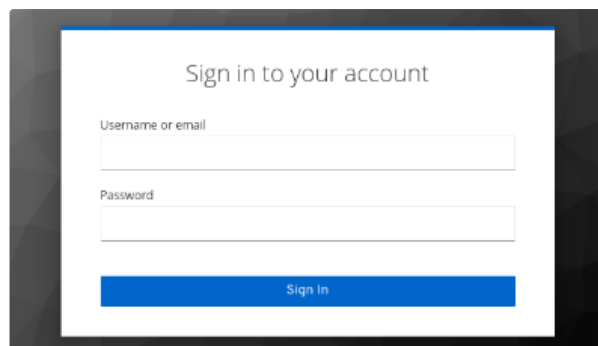 Sign in to your account
Username or email
Password
Sign In